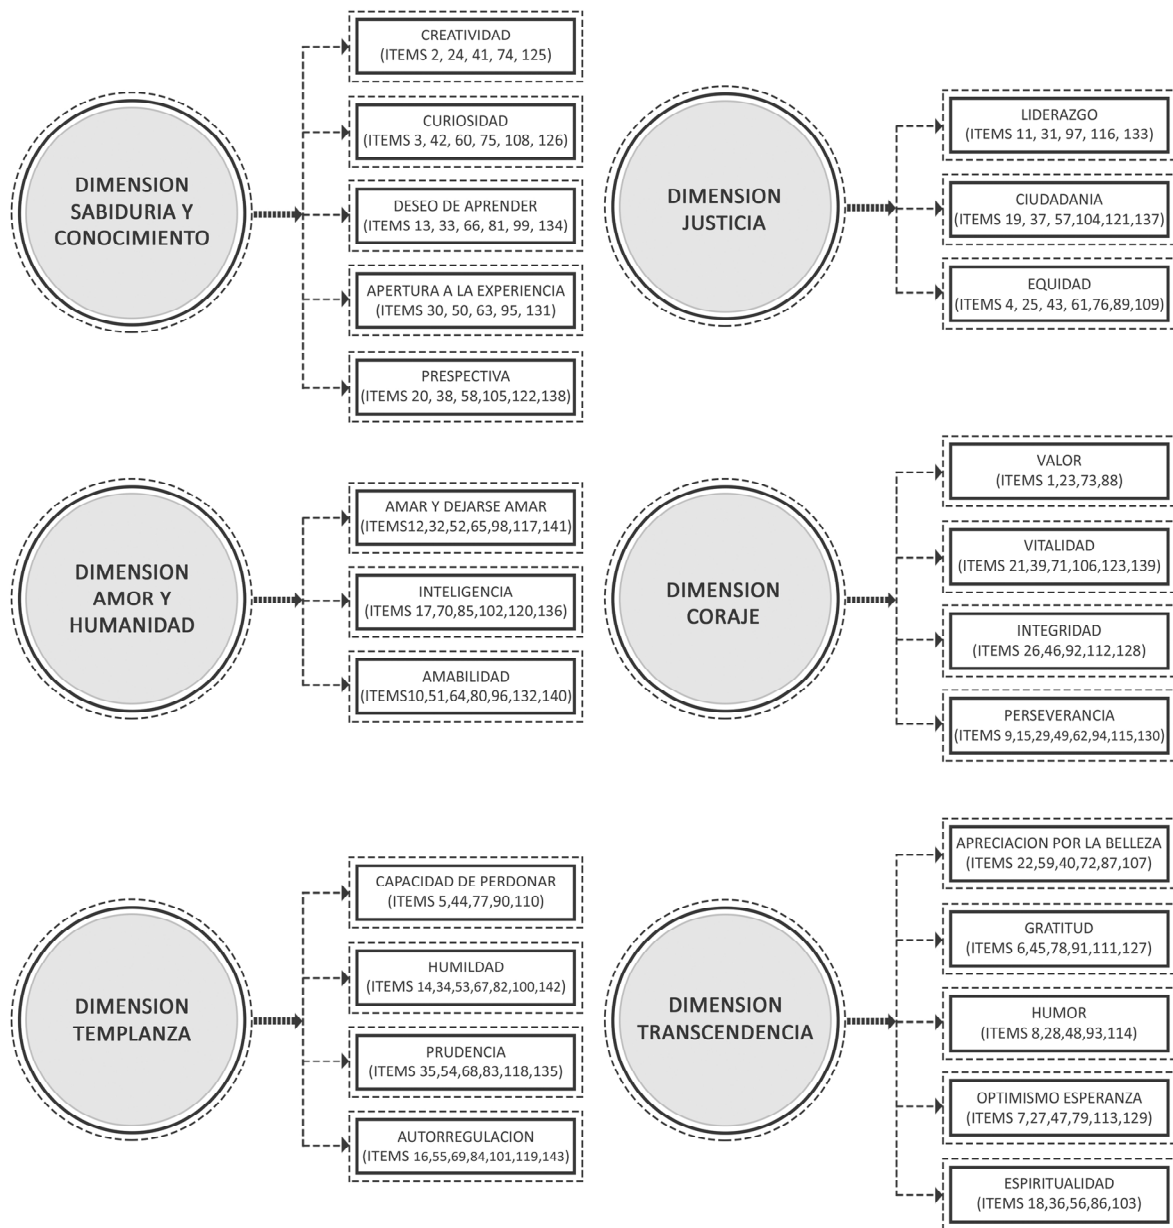 DIMENSION
SABIDURIA Y
CONOCIMIENTO
CREATIVIDAD
(ITEMS 2, 24, 41, 74, 125)
CURIOSIDAD
(ITEMS 3, 42, 60, 75, 108, 126)
DESEO DE APRENDER
(ITEMS 13, 33, 66, 81, 99, 134)
APERTURA A LA EXPERIENCIA
(ITEMS 30, 50, 63, 95, 131)
PRESPECTIVA
(ITEMS 20, 38, 58,105,122,138)
DIMENSION
JUSTICIA
LIDERAZGO
(ITEMS 11, 31, 97, 116, 133)
CIUDADANIA
(ITEMS 19, 37, 57,104,121,137)
EQUIDAD
(ITEMS 4, 25, 43, 61,76,89,109)
DIMENSION
AMOR Y
HUMANIDAD
AMAR Y DEJARSE AMAR
(ITEMS12,32,52,65,98,117,141)
INTELIGENCIA
(ITEMS 17,70,85,102,120,136)
AMABILIDAD
(ITEMS10,51,64,80,96,132,140)
DIMENSION
CORAJE
VALOR
(ITEMS 1,23,73,88)
VITALIDAD
(ITEMS 21,39,71,106,123,139)
INTEGRIDAD
(ITEMS 26,46,92,112,128)
PERSEVERANCIA
(ITEMS 9,15,29,49,62,94,115,130)
DIMENSION
TEMPLANZA
CAPACIDAD DE PERDONAR
(ITEMS 5,44,77,90,110)
HUMILDAD
(ITEMS 14,34,53,67,82,100,142)
PRUDENCIA
(ITEMS 35,54,68,83,118,135)
AUTORREGULACION
(ITEMS 16,55,69,84,101,119,143)
DIMENSION
TRANSCENDENCIA
APRECIACION POR LA BELLEZA
(ITEMS 22,59,40,72,87,107)
GRATITUD
(ITEMS 6,45,78,91,111,127)
HUMOR
(ITEMS 8,28,48,93,114)
OPTIMISMO ESPERANZA
(ITEMS 7,27,47,79,113,129)
ESPIRITUALIDAD
(ITEMS 18,36,56,86,103)